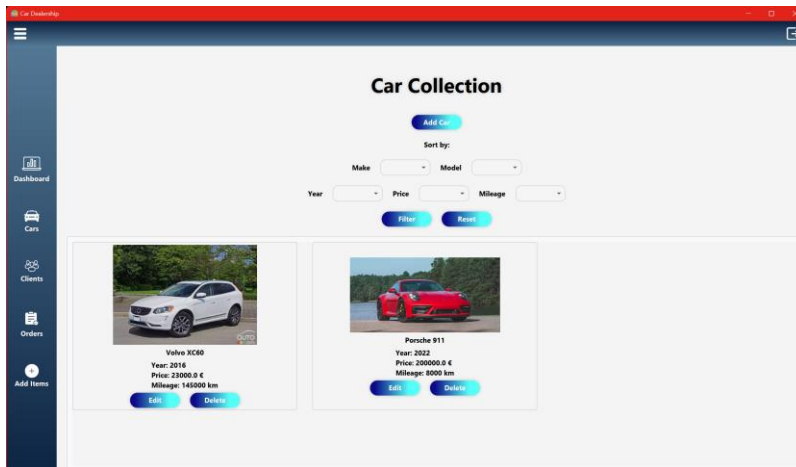 Car Dealership
Car Collection
Add Car
Sort by:
Make Model
Year Price Mileage
Filter Reset
Dashboard
Cars
Clients
Orders
Add Items
Volvo XC60
Year: 2016
Price: 23000.0 €
Mileage: 145000 km
Edit Delete
Porsche 911
Year: 2022
Price: 200000.0 €
Mileage: 8000 km
Edit Delete